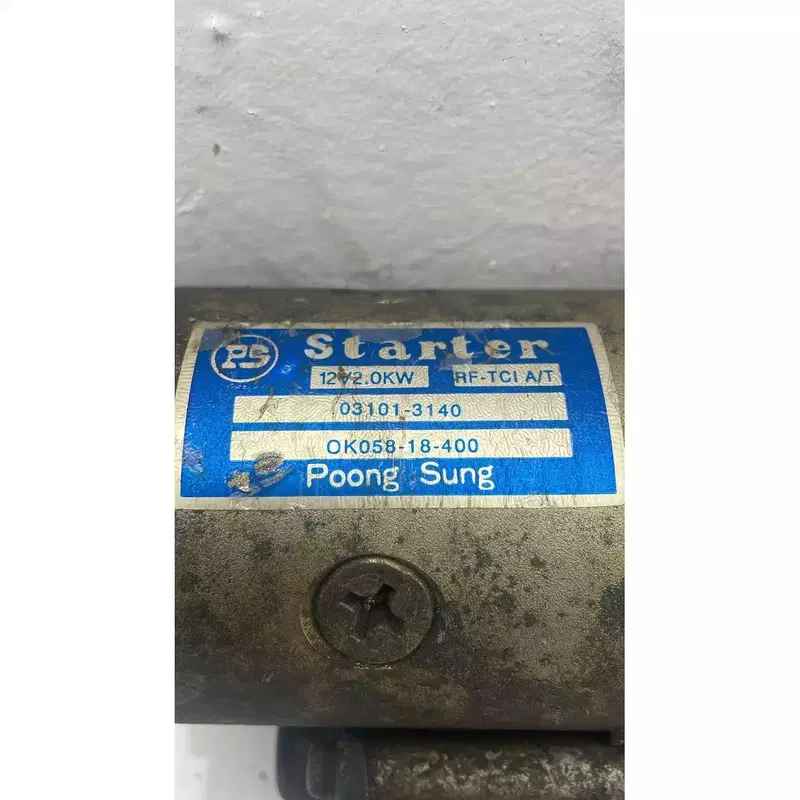 PS Starter
12V2.0KW RF-TCI A/T
03101-3140
OK058-18-400
Poong Sung